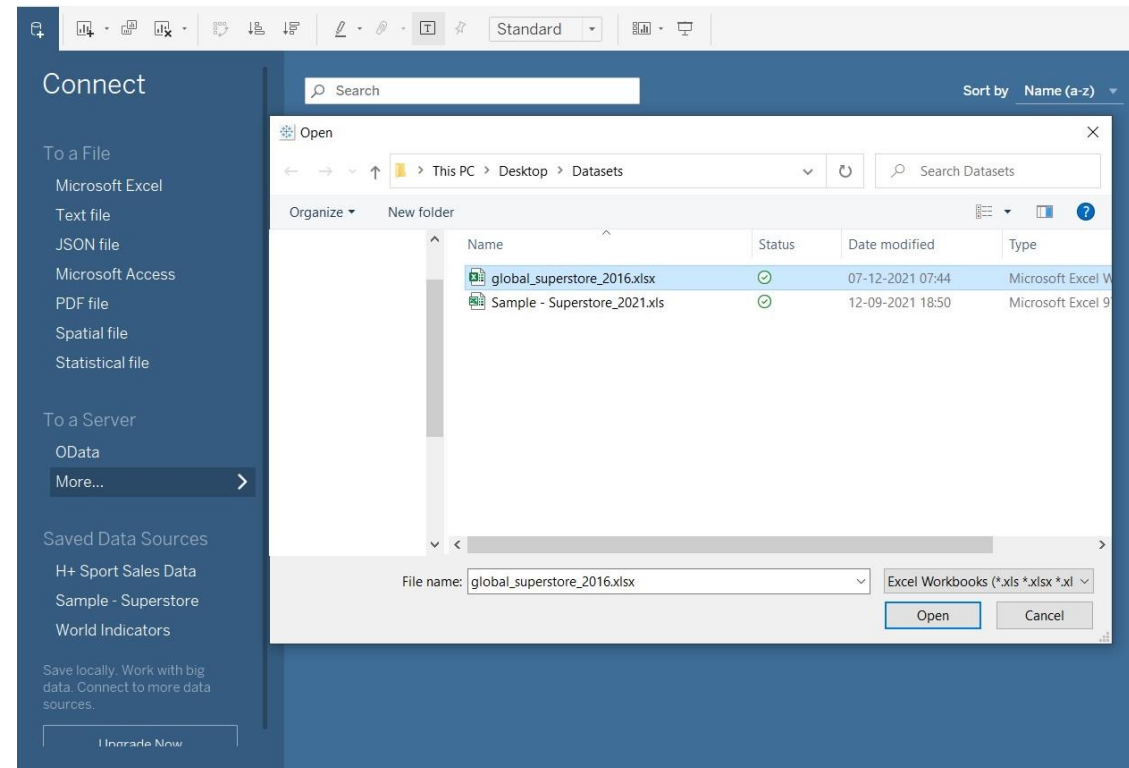 T
Standard
Connect
Search
Sort by Name (a-z)
Open
To a File
This PC > Desktop > Datasets
Search Datasets
Microsoft Excel
Text file
Organize
New folder
?
JSON file
Name
Status
Date modified
Type
Microsoft Access
global_superstore_2016.xlsx
07-12-2021 07:44
Microsoft Excel W
PDF file
Sample - Superstore_2021.xls
12-09-2021 18:50
Microsoft Excel 9
Spatial file
Statistical file
To a Server
OData
More...
Saved Data Sources
H+ Sport Sales Data
File name: global_superstore_2016.xlsx
Excel Workbooks (*.xls *.xlsx *.xl
Sample - Superstore
Open
Cancel
World Indicators
Save locally. Work with big
data. Connect to more data
sources.
Upgrade Now